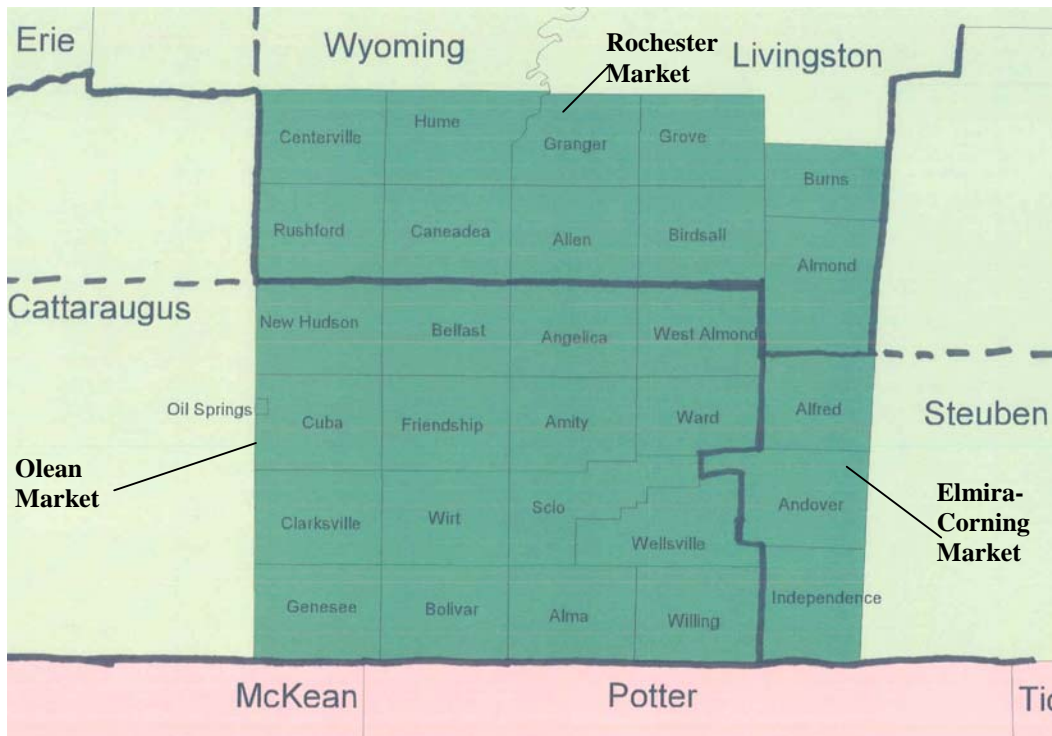 Erie
Wyoming
Rochester
Market
Livingston
Centerville
Hume
Granger
Grove
Burns
Rushford
Caneadea
Allen
Birdsall
Almond
Cattaraugus
New Hudson
Belfast
Angelica
West Almond
Oil Springs
Cuba
Friendship
Amity
Ward
Alfred
Steuben
Olean
Market
Clarksville
Wirt
Scio
Wellsville
Andover
Elmira-
Corning
Market
Genesee
Bolivar
Alma
Willing
Independence
McKean
Potter